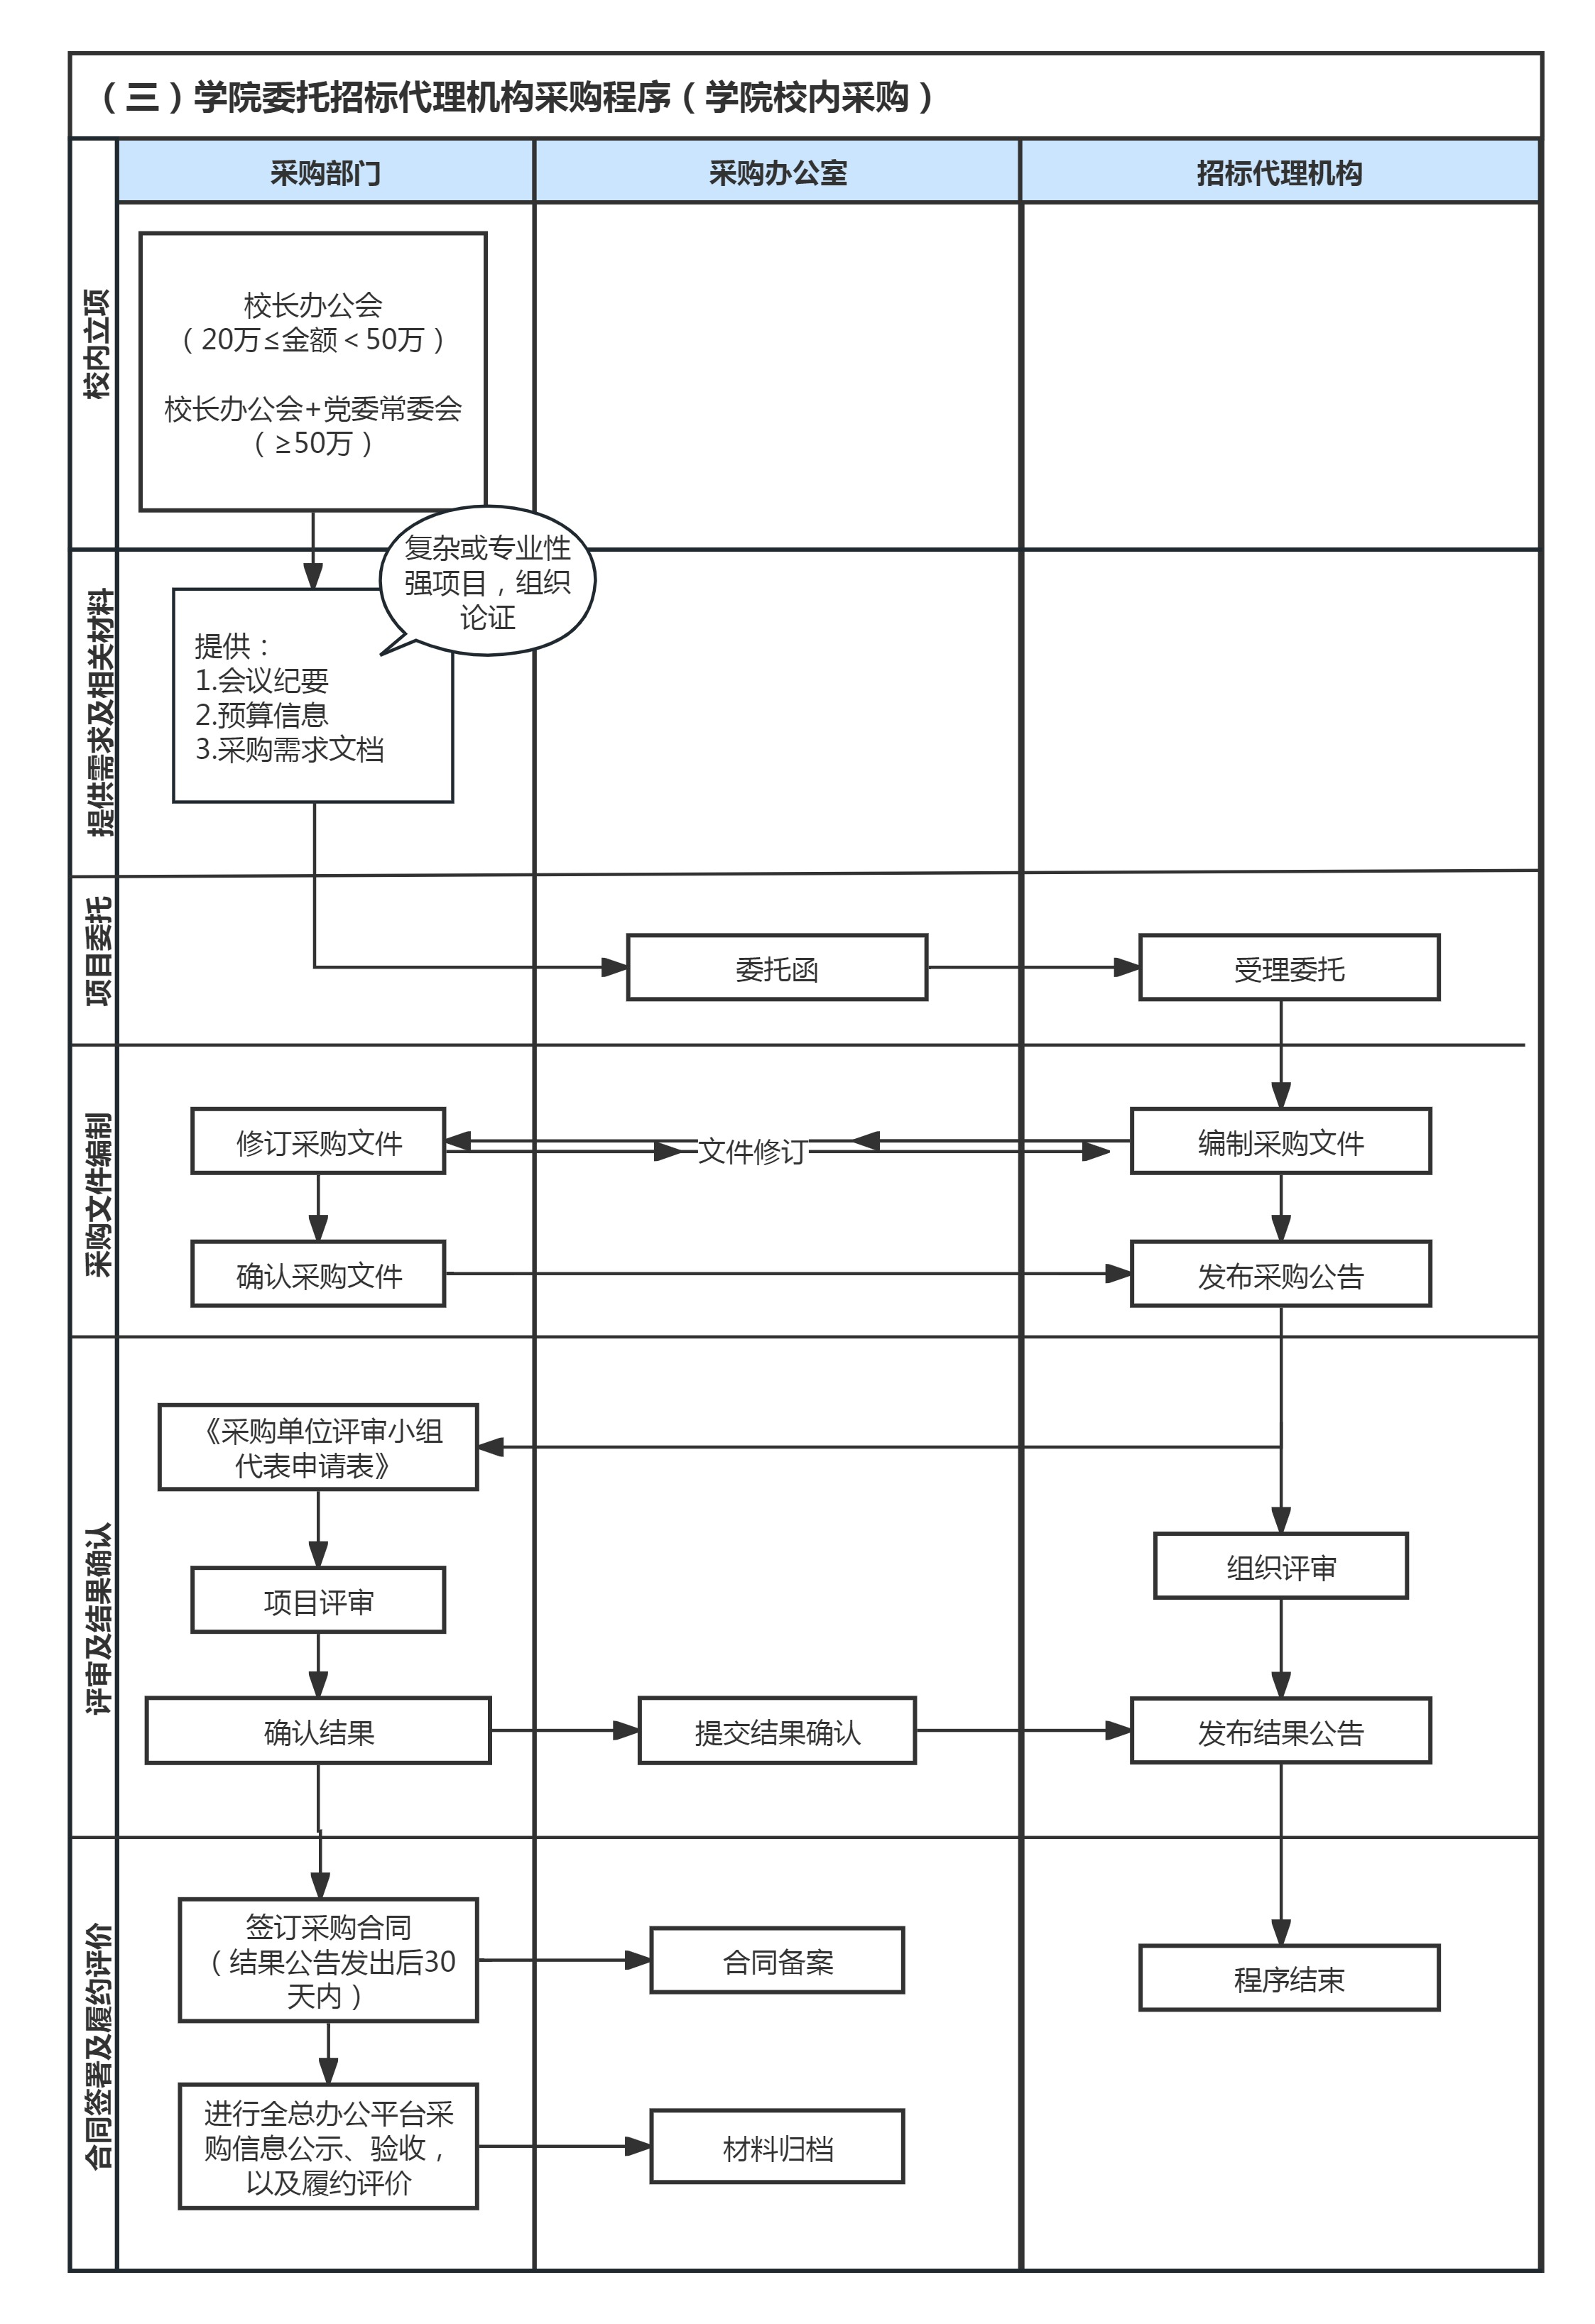 （三）学院委托招标代理机构采购程序（学院校内采购）
采购部门
采购办公室
招标代理机构
校内立项
校长办公会
（20万≤金额＜50万）
校长办公会+党委常委会
（≥50万）
复杂或专业性
强项目，组织
论证
提供需求及相关材料
提供：
1.会议纪要
2.预算信息
3.采购需求文档
项目委托
委托函
受理委托
采购文件编制
修订采购文件
文件修订
编制采购文件
确认采购文件
发布采购公告
评审及结果确认
《采购单位评审小组
代表申请表》
组织评审
项目评审
确认结果
提交结果确认
发布结果公告
合同签署及履约评价
签订采购合同
（结果公告发出后30
天内）
合同备案
程序结束
进行全总办公平台采
购信息公示、验收，
以及履约评价
材料归档